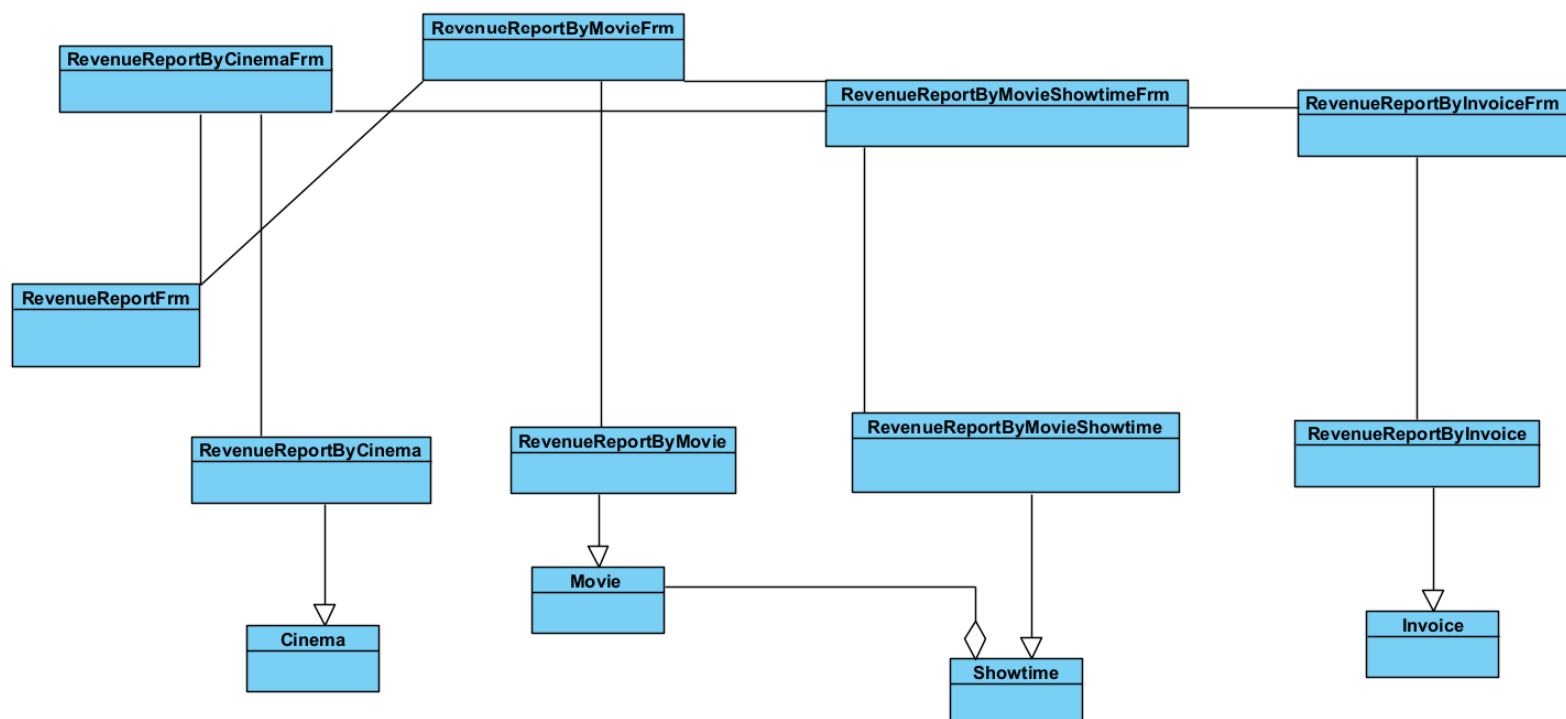 RevenueReportByMovieFrm
RevenueReportByCinemaFrm
RevenueReportByMovieShowtimeFrm
RevenueReportByInvoiceFrm
RevenueReportFrm
RevenueReportByCinema
RevenueReportByMovie
RevenueReportByMovieShowtime
RevenueReportByInvoice
Movie
Cinema
Showtime
Invoice